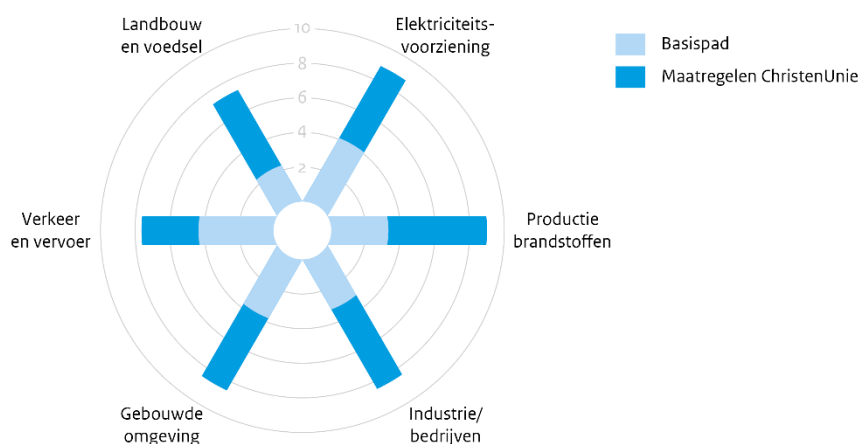 Landbouw
en voedsel
Elektriciteits-
voorziening
10
8
6
4
2
Basispad
Maatregelen ChristenUnie
Verkeer
en vervoer
Productie
brandstoffen
Gebouwde
omgeving
Industrie/
bedrijven